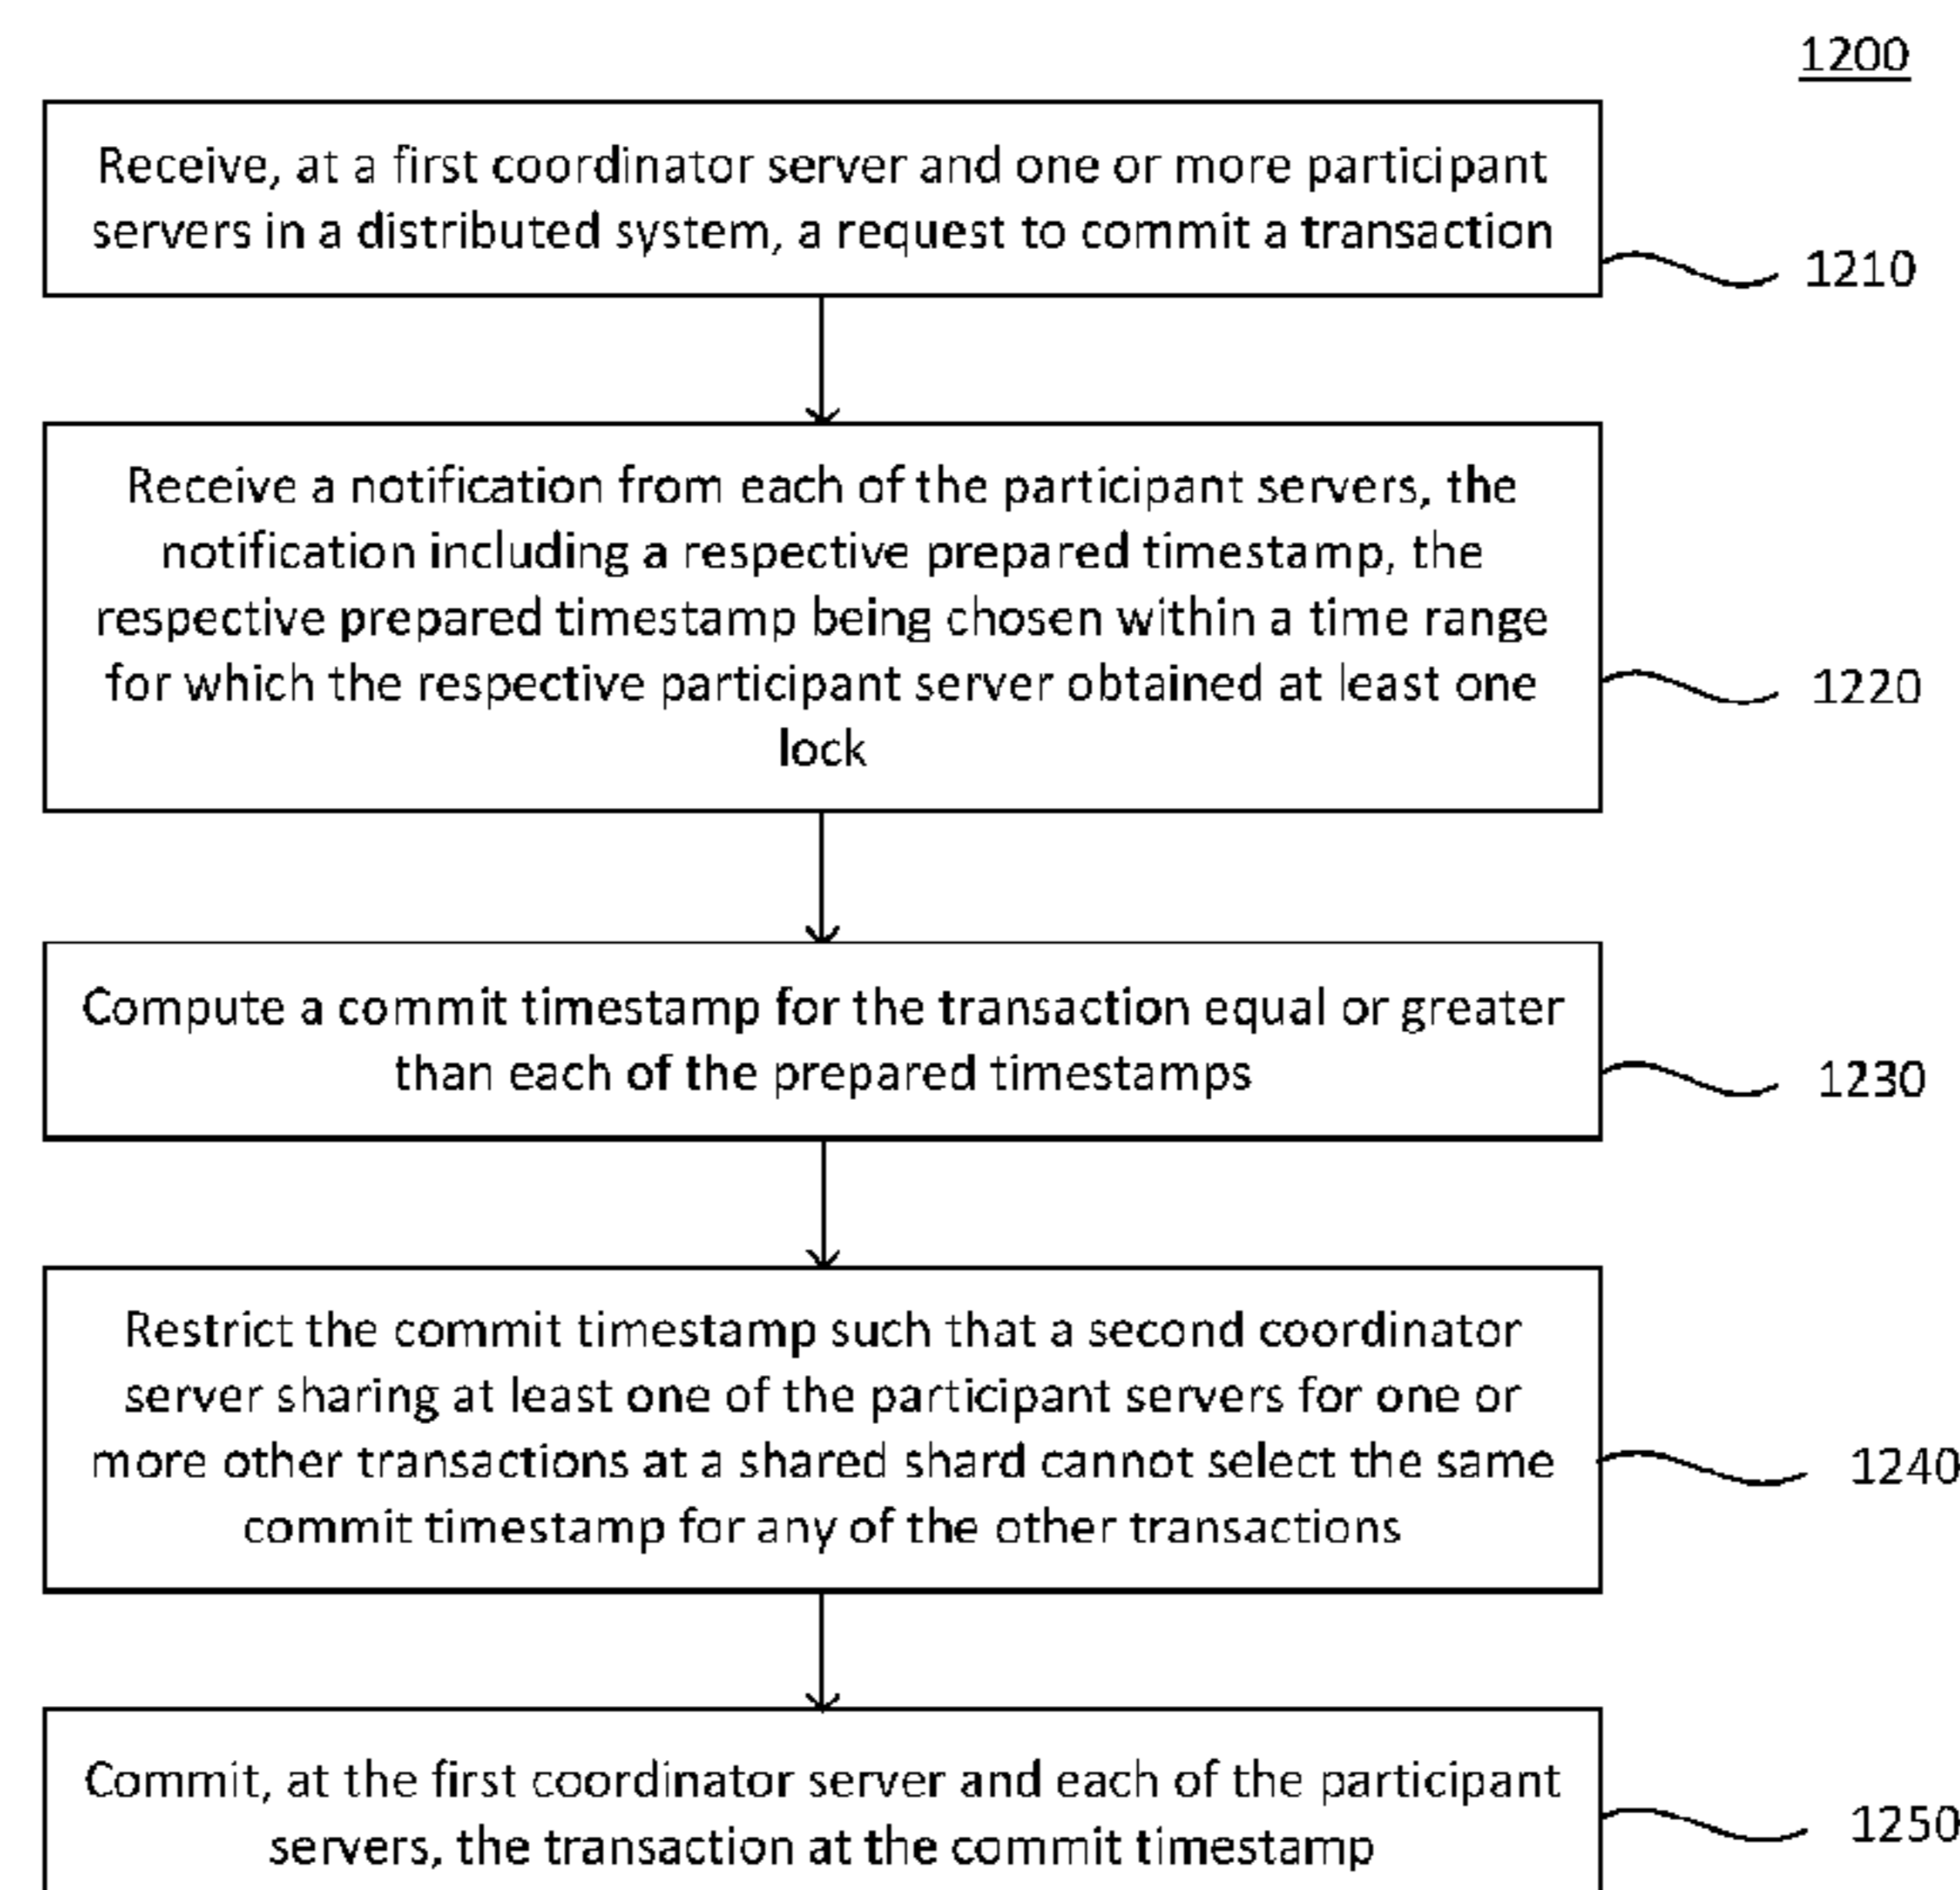 1200
Receive, at a first coordinator server and one or more participant
servers in a distributed system, a request to commit a transaction
1210
Receive a notification from each of the participant servers, the
notification including a respective prepared timestamp, the
respective prepared timestamp being chosen within a time range
for which the respective participant server obtained at least one
lock
1220
Compute a commit timestamp for the transaction equal or greater
than each of the prepared timestamps
1230
Restrict the commit timestamp such that a second coordinator
server sharing at least one of the participant servers for one or
more other transactions at a shared shard cannot select the same
commit timestamp for any of the other transactions
1240
Commit, at the first coordinator server and each of the participant
servers, the transaction at the commit timestamp
1250